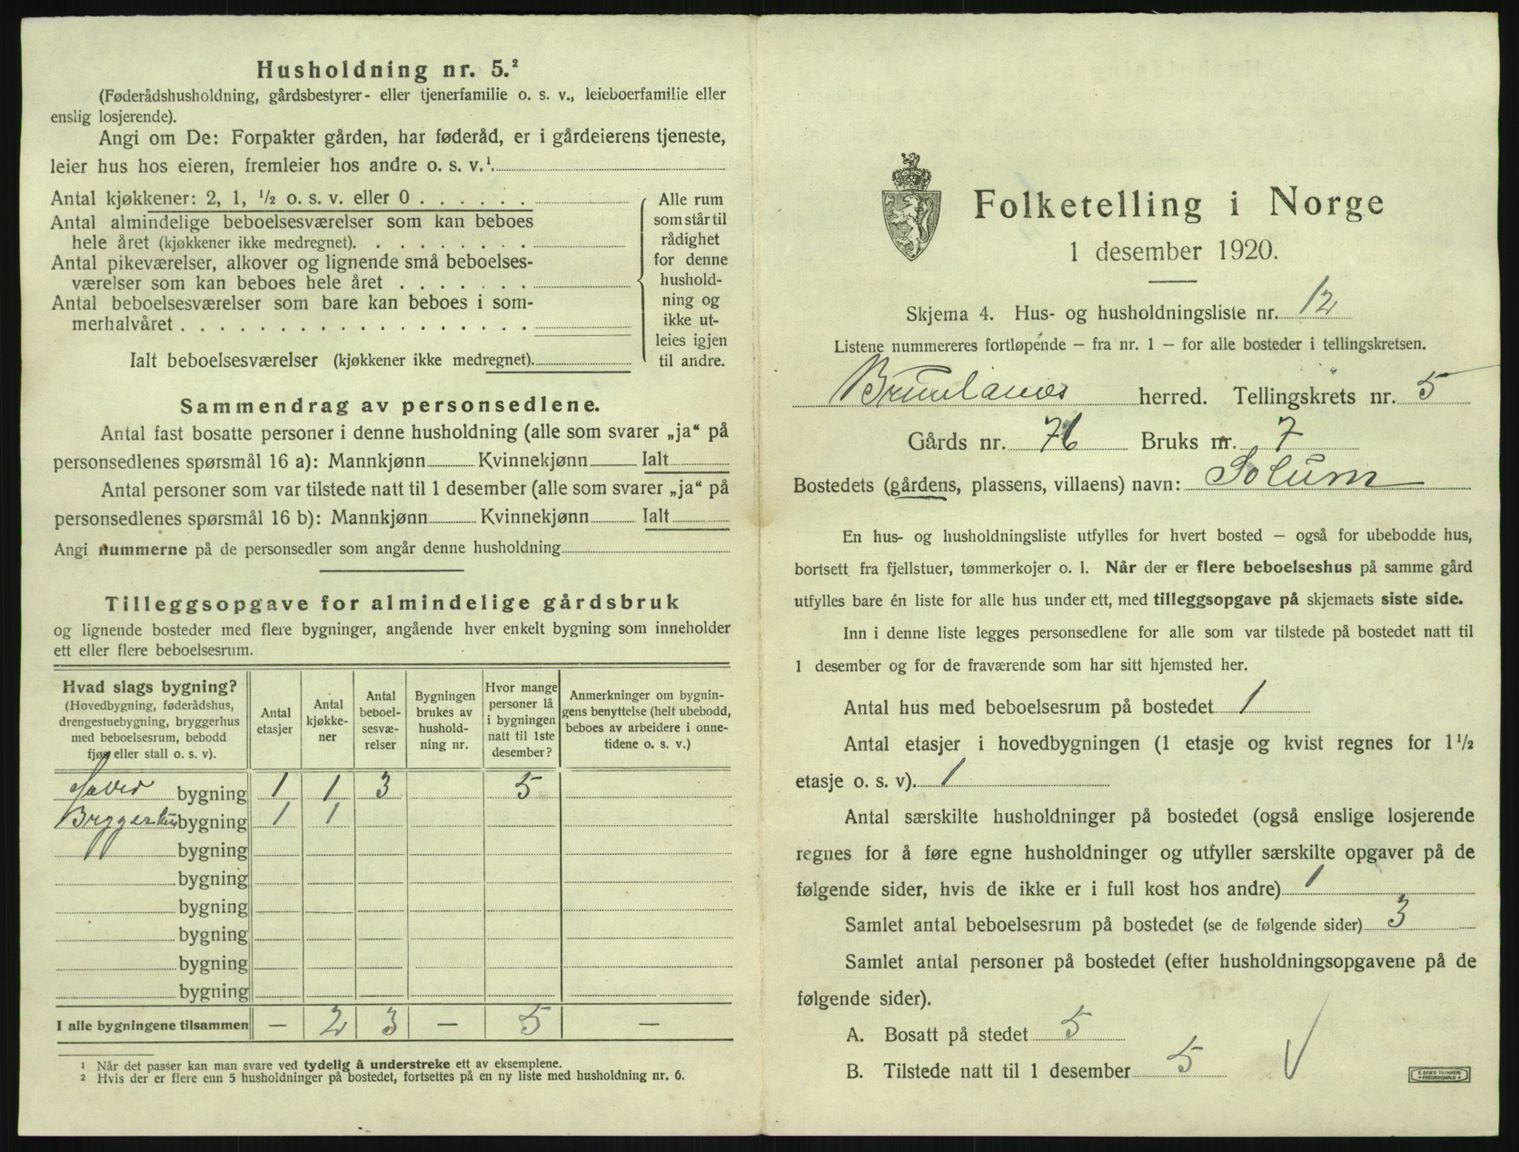 Husholdning nr. 5.²
(Føderådshusholdning, gårdsbestyrer- eller tjenerfamilie o. s. v., leieboerfamilie eller
enslig losjerende).
Angi om De: Forpakter gården, har føderåd, er i gårdeierens tjeneste,
leier hus hos eieren, fremleier hos andre o. s. v.¹.
Antal kjøkkener: 2, 1, ½ o. s. v. eller 0
Antal almindelige beboelsesværelser som kan beboes
hele året (kjøkkener ikke medregnet).
Antal pikeværelser, alkover og lignende små beboelses-
værelser som kan beboes hele året
Antal beboelsesværelser som bare kan beboes i som-
merhalvåret
Ialt beboelsesværelser (kjøkkener ikke medregnet).
Alle rum
som står til
rådighet
for denne
hushold-
ning og
ikke ut-
leies igjen
til andre.
Sammendrag av personsedlene.
Antal fast bosatte personer i denne husholdning (alle som svarer „ja" på
personsedlenes spørsmål 16 a): Mannkjønn Kvinnekjønn Ialt
Antal personer som var tilstede natt til 1 desember (alle som svarer „ja" på
personsedlenes spørsmål 16 b): Mannkjønn Kvinnekjønn Ialt
Angi nummerne på de personsedler som angår denne husholdning
Tilleggsopgave for almindelige gårdsbruk
og lignende bosteder med flere bygninger, angående hver enkelt bygning som inneholder
ett eller flere beboelsesrum.
Hvad slags bygning?
(Hovedbygning, føderådshus,
drengestuebygning, bryggerhus
med beboelsesrum, bebodd
fjøs eller stall o. s. v).
Antal
etasjer
Antal
kjøkke-
ner
Antal
beboel-
sesvæ-
relser
Bygningen
brukes av
hushold-
ning nr.
Hvor mange
personer lå
i bygningen
natt til 1ste
desember?
Anmerkninger om bygnin-
gens benyttelse (helt ubebodd,
beboes av arbeidere i onne-
tidene o. s. v.)
bygning 1 1 3 5
Bryggerhus bygning 1 1
bygning
bygning
bygning
bygning
bygning
bygning
I alle bygningene tilsammen — 2 3 — 5 —
¹ Når det passer kan man svare ved tydelig å understreke ett av eksemplene.
² Hvis der er flere enn 5 husholdninger på bostedet, fortsettes på en ny liste med husholdning nr. 6.
Folketelling i Norge
1 desember 1920.
Skjema 4. Hus- og husholdningsliste nr. 12
Listene nummereres fortløpende — fra nr. 1 — for alle bosteder i tellingskretsen.
Brunlanes herred. Tellingskrets nr. 5
Gårds nr. 76 Bruks nr. 7
Bostedets (gårdens, plassens, villaens) navn: Solum
En hus- og husholdningsliste utfylles for hvert bosted — også for ubebodde hus,
bortsett fra fjellstuer, tømmerkojer o. l. Når der er flere beboelseshus på samme gård
utfylles bare én liste for alle hus under ett, med tilleggsopgave på skjemaets siste side.
Inn i denne liste legges personsedlene for alle som var tilstede på bostedet natt til
1 desember og for de fraværende som har sitt hjemsted her.
Antal hus med beboelsesrum på bostedet 1
Antal etasjer i hovedbygningen (1 etasje og kvist regnes for 1½
etasje o. s. v). 1
Antal særskilte husholdninger på bostedet (også enslige losjerende
regnes for å føre egne husholdninger og utfyller særskilte opgaver på de
følgende sider, hvis de ikke er i full kost hos andre) 1
Samlet antal beboelsesrum på bostedet (se de følgende sider) 3
Samlet antal personer på bostedet (efter husholdningsopgavene på de
følgende sider).
A. Bosatt på stedet 5
B. Tilstede natt til 1 desember 5